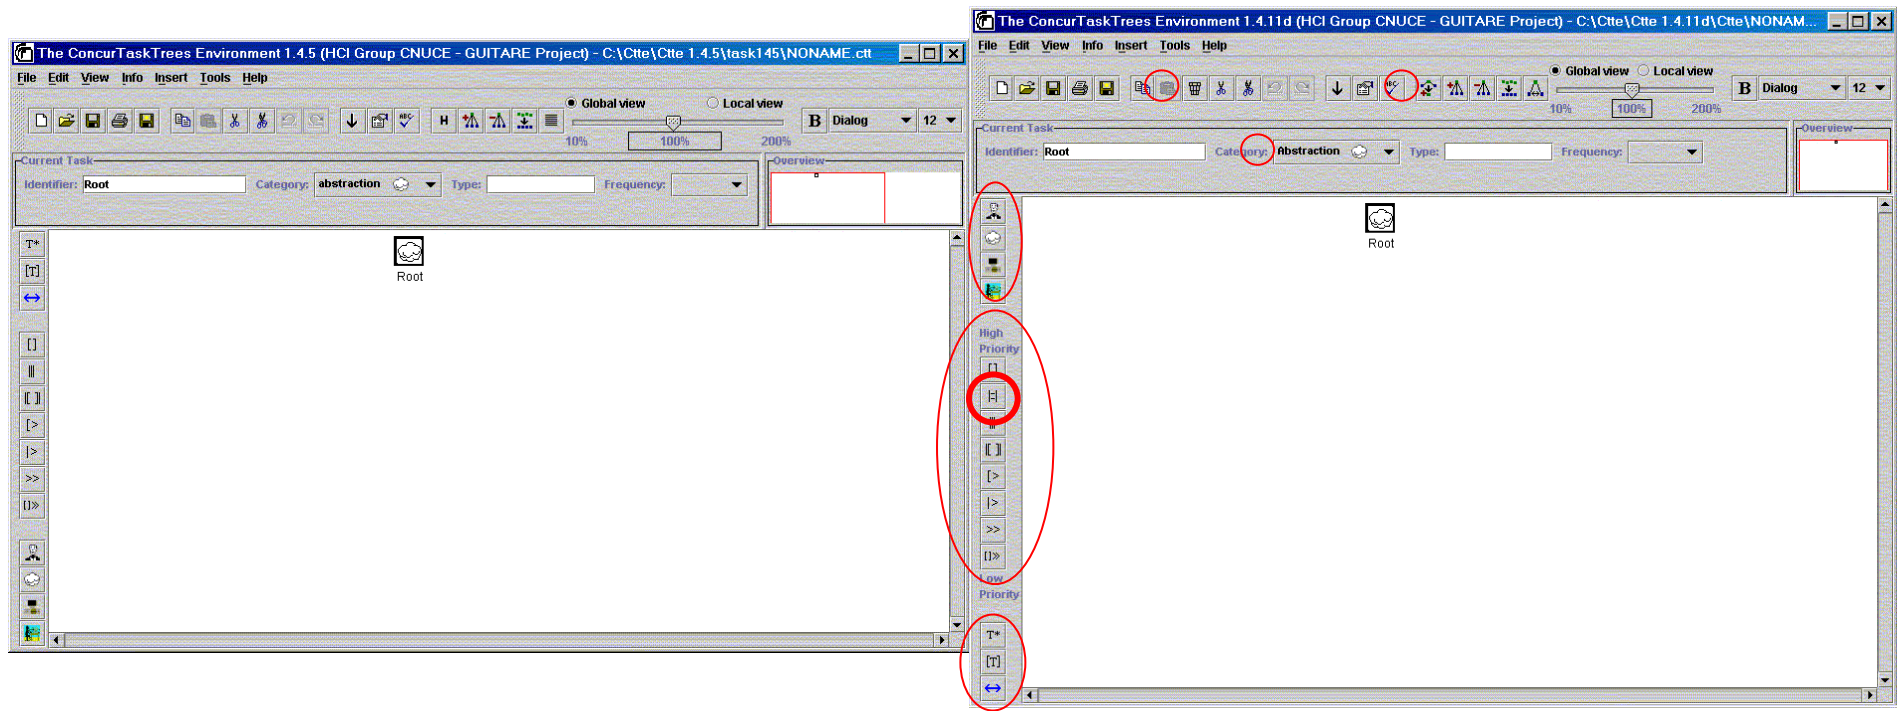 The ConcurTaskTrees Environment 1.4.5 (HCI Group CNUCE - GUITARE Project) - C:\Ctte\Ctte 1.4.5\task145\NONAME.ctt
File Edit View Info Insert Tools Help
Global view Local view
ABC H B Dialog 12
10% 100% 200%
Current Task Overview
Identifier: Root Category: abstraction Type: Frequency:
T*
[T]
Root
[]
|||
|[]|
[>
|>
>>
[]>>
The ConcurTaskTrees Environment 1.4.11d (HCI Group CNUCE - GUITARE Project) - C:\Ctte\Ctte 1.4.11d\Ctte\NONAM...
File Edit View Info Insert Tools Help
Global view Local view
B Dialog 12
10% 100% 200%
Current Task Overview
Identifier: Root Category: Abstraction Type: Frequency:
Root
High
Priority
[]
|=|
|||
|[]|
[>
|>
>>
[]>>
Low
Priority
T*
[T]